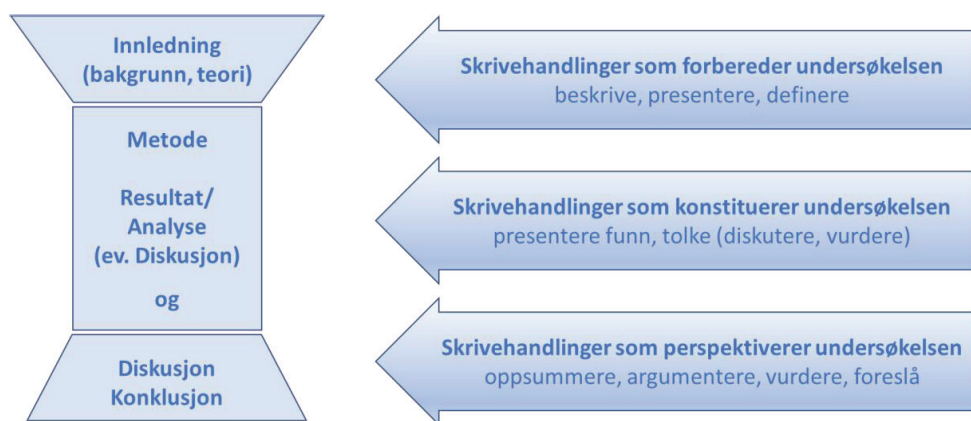 Innledning
(bakgrunn, teori)
Metode
Resultat/
Analyse
(ev. Diskusjon)
og
Diskusjon
Konklusjon
Skrivehandlinger som forbereder undersøkelsen
beskrive, presentere, definere
Skrivehandlinger som konstituerer undersøkelsen
presentere funn, tolke (diskutere, vurdere)
Skrivehandlinger som perspektiverer undersøkelsen
oppsummere, argumentere, vurdere, foreslå